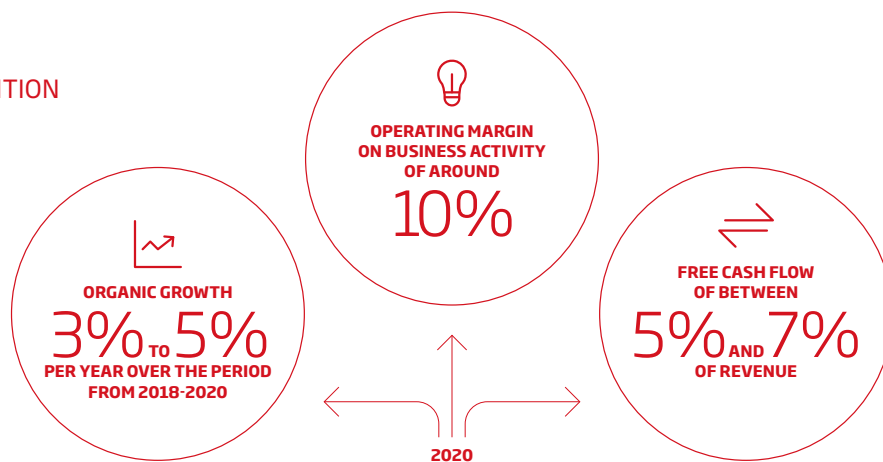 OPERATING MARGIN
ON BUSINESS ACTIVITY
OF AROUND
10%
ORGANIC GROWTH
3% TO 5%
PER YEAR OVER THE PERIOD
FROM 2018-2020
FREE CASH FLOW
OF BETWEEN
5% AND 7%
OF REVENUE
2020